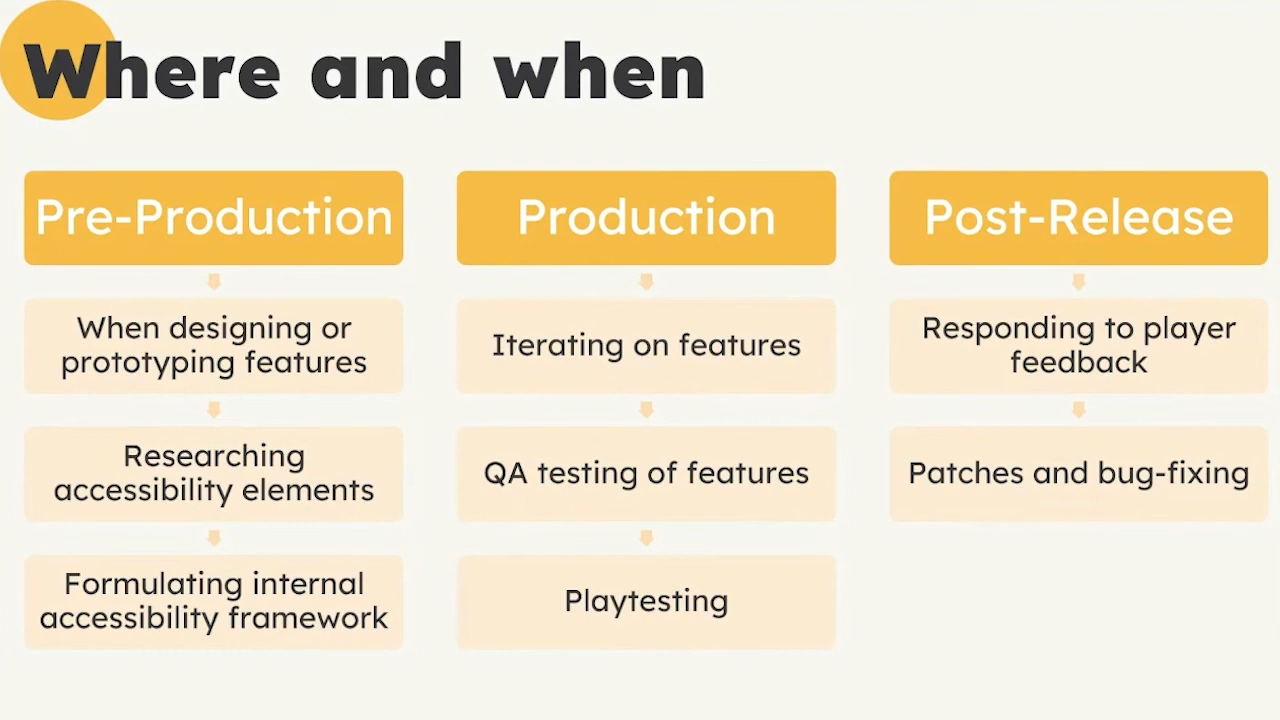 Where and when
Pre-Production
When designing or
prototyping features
Researching
accessibility elements
Formulating internal
accessibility framework
Production
Iterating on features
QA testing of features
Playtesting
Post-Release
Responding to player
feedback
Patches and bug-fixing